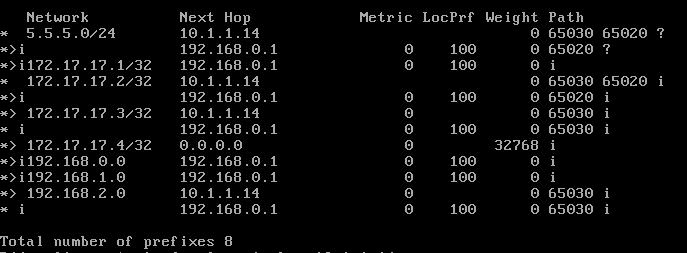 Network          Next Hop            Metric LocPrf Weight Path
*  5.5.5.0/24       10.1.1.14                              0 65030 65020 ?
*>i                 192.168.0.1              0    100      0 65020 ?
*>i172.17.17.1/32   192.168.0.1              0    100      0 i
*  172.17.17.2/32   10.1.1.14                              0 65030 65020 i
*>i                 192.168.0.1              0    100      0 65020 i
*> 172.17.17.3/32   10.1.1.14                0             0 65030 i
* i                 192.168.0.1              0    100      0 65030 i
*> 172.17.17.4/32   0.0.0.0                  0         32768 i
*>i192.168.0.0      192.168.0.1              0    100      0 i
*>i192.168.1.0      192.168.0.1              0    100      0 i
*> 192.168.2.0      10.1.1.14                0             0 65030 i
* i                 192.168.0.1              0    100      0 65030 i
Total number of prefixes 8